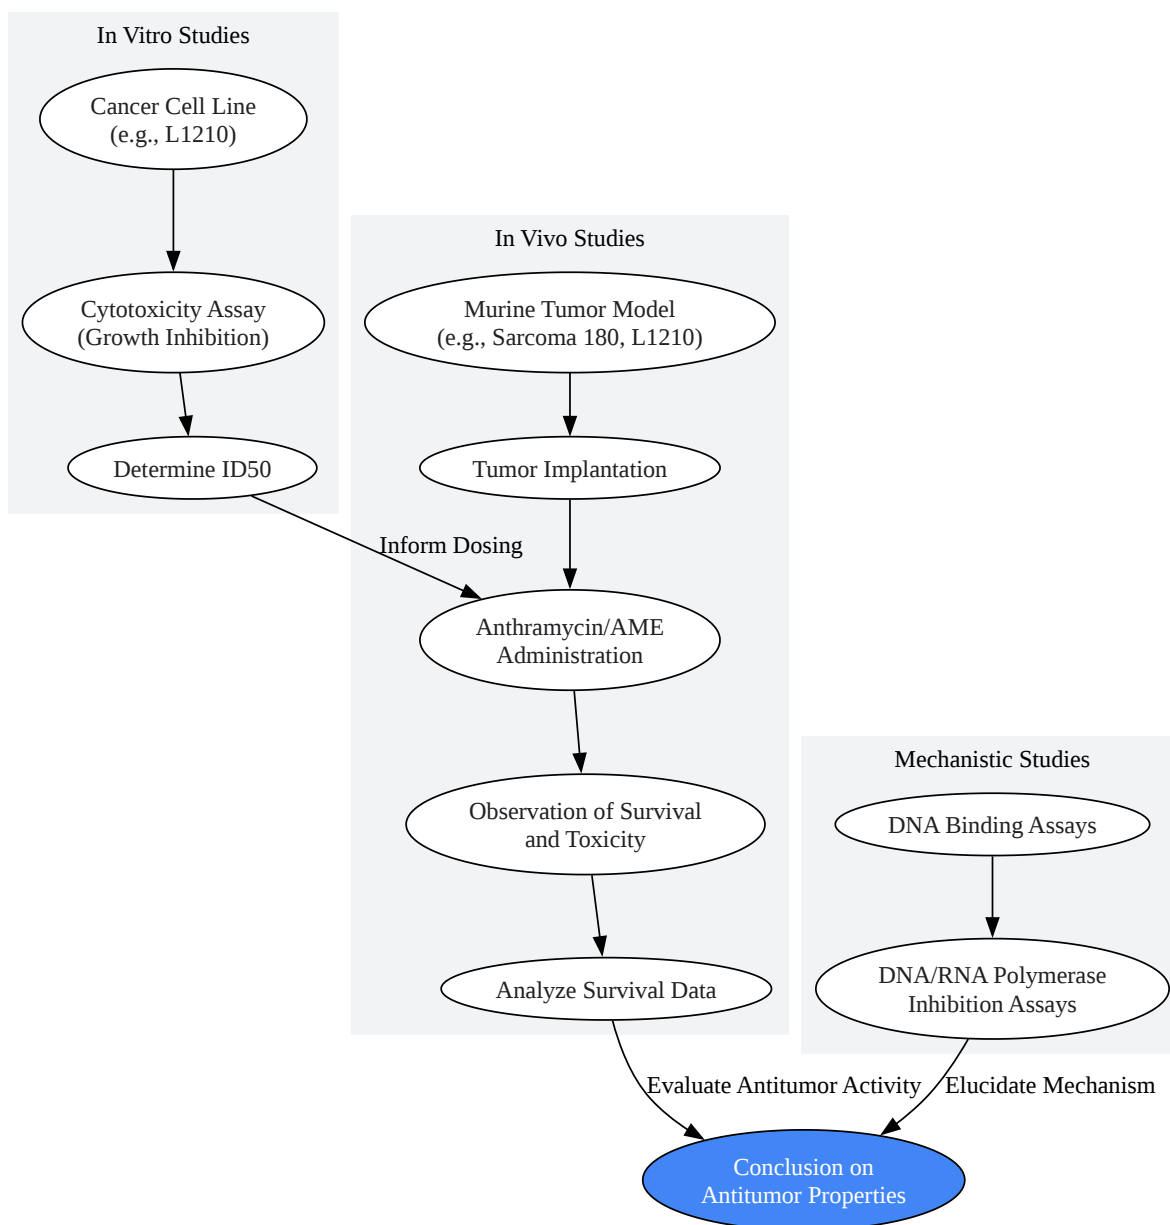 In Vitro Studies
Cancer Cell Line
(e.g., L1210)
Cytotoxicity Assay
(Growth Inhibition)
Determine ID50
Inform Dosing
In Vivo Studies
Murine Tumor Model
(e.g., Sarcoma 180, L1210)
Tumor Implantation
Anthramycin/AME
Administration
Observation of Survival
and Toxicity
Analyze Survival Data
Evaluate Antitumor Activity
Mechanistic Studies
DNA Binding Assays
DNA/RNA Polymerase
Inhibition Assays
Elucidate Mechanism
Conclusion on
Antitumor Properties